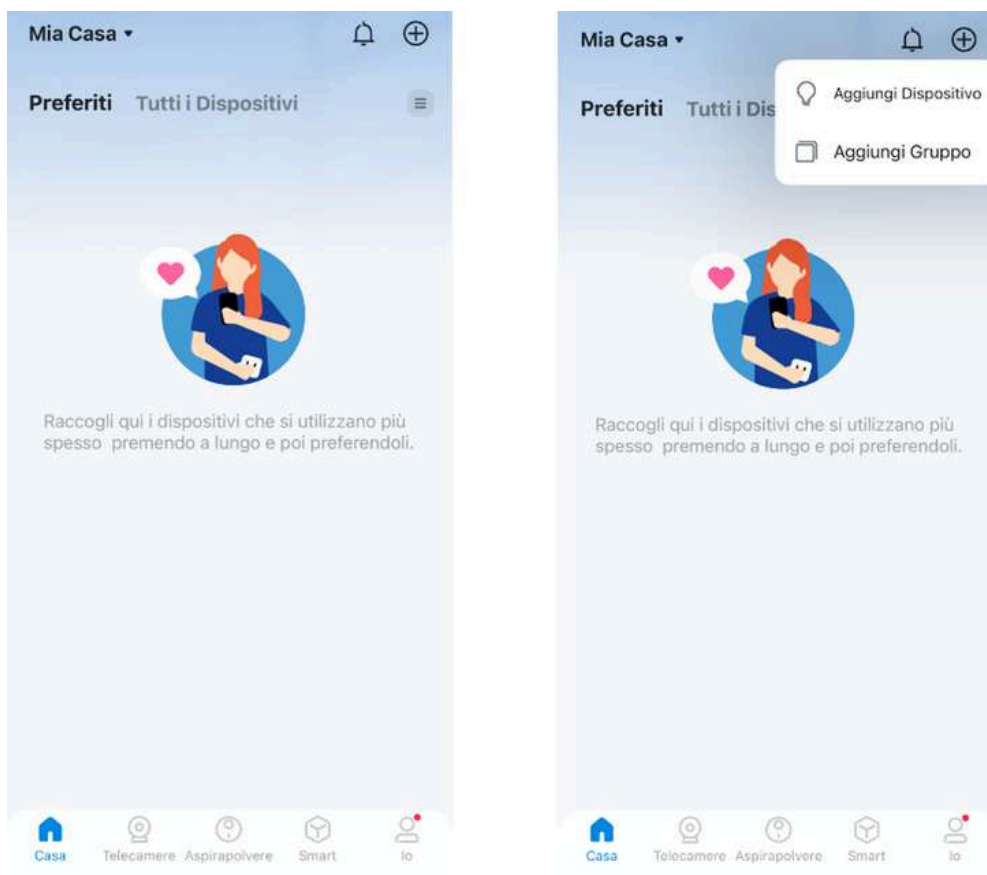 Mia Casa
Preferiti Tutti i Dispositivi
Raccogli qui i dispositivi che si utilizzano più
spesso premendo a lungo e poi preferendoli.
Casa Telecamere Aspirapolvere Smart Io
Mia Casa
Preferiti Tutti i Dis
Aggiungi Dispositivo
Aggiungi Gruppo
Raccogli qui i dispositivi che si utilizzano più
spesso premendo a lungo e poi preferendoli.
Casa Telecamere Aspirapolvere Smart Io